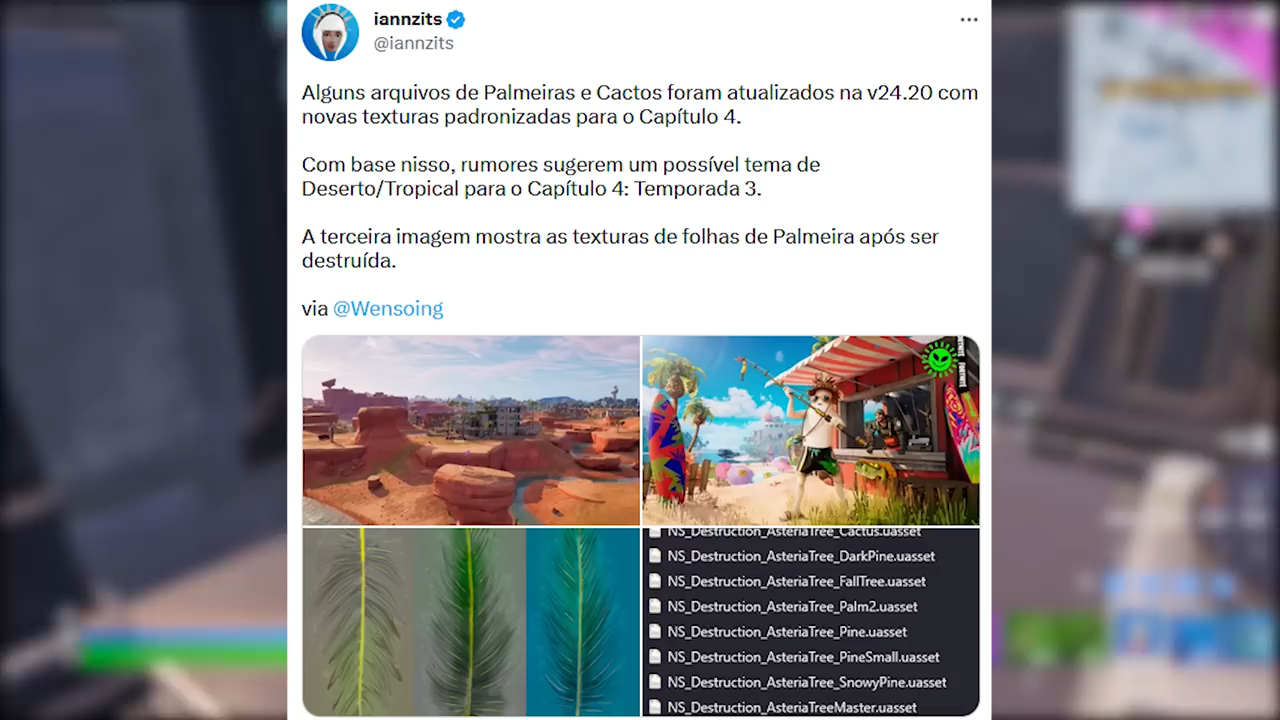 iannzits
@iannzits
Alguns arquivos de Palmeiras e Cactos foram atualizados na v24.20 com
novas texturas padronizadas para o Capítulo 4.
Com base nisso, rumores sugerem um possível tema de
Deserto/Tropical para o Capítulo 4: Temporada 3.
A terceira imagem mostra as texturas de folhas de Palmeira após ser
destruída.
via @Wensoing
NS_Destruction_AsteriaTree_Cactus.uasset
NS_Destruction_AsteriaTree_DarkPine.uasset
NS_Destruction_AsteriaTree_FallTree.uasset
NS_Destruction_AsteriaTree_Palm2.uasset
NS_Destruction_AsteriaTree_Pine.uasset
NS_Destruction_AsteriaTree_PineSmall.uasset
NS_Destruction_AsteriaTree_SnowyPine.uasset
NS_Destruction_AsteriaTreeMaster.uasset